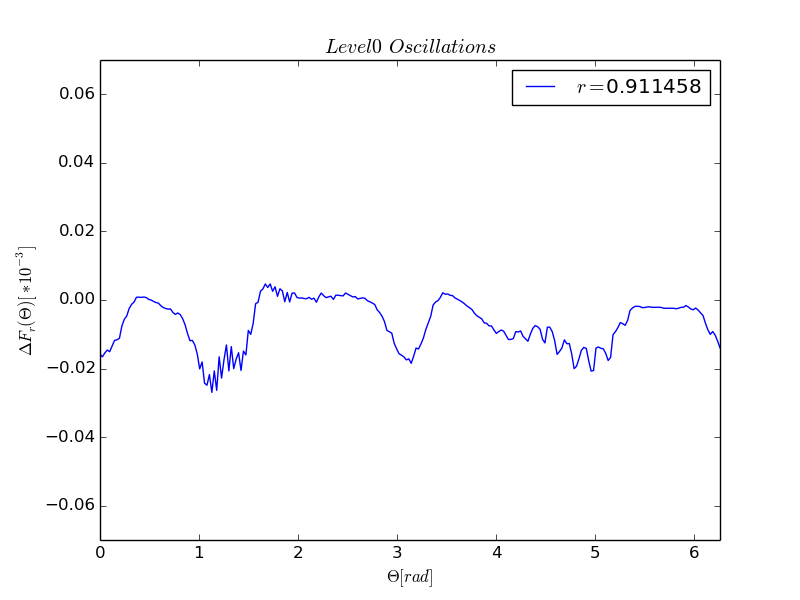 Level0 Oscillations
r=0.911458
0.06
0.04
0.02
0.00
−0.02
−0.04
−0.06
ΔF_r(Θ)[*10^{-3}]
0 1 2 3 4 5 6
Θ[rad]